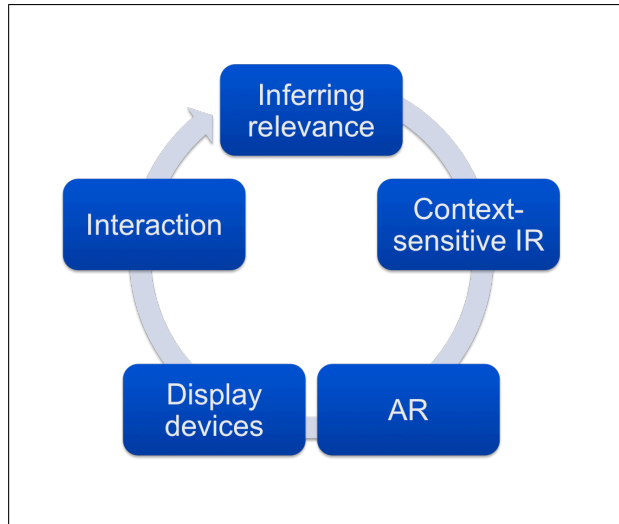 Inferring
relevance
Context-
sensitive IR
AR
Display
devices
Interaction